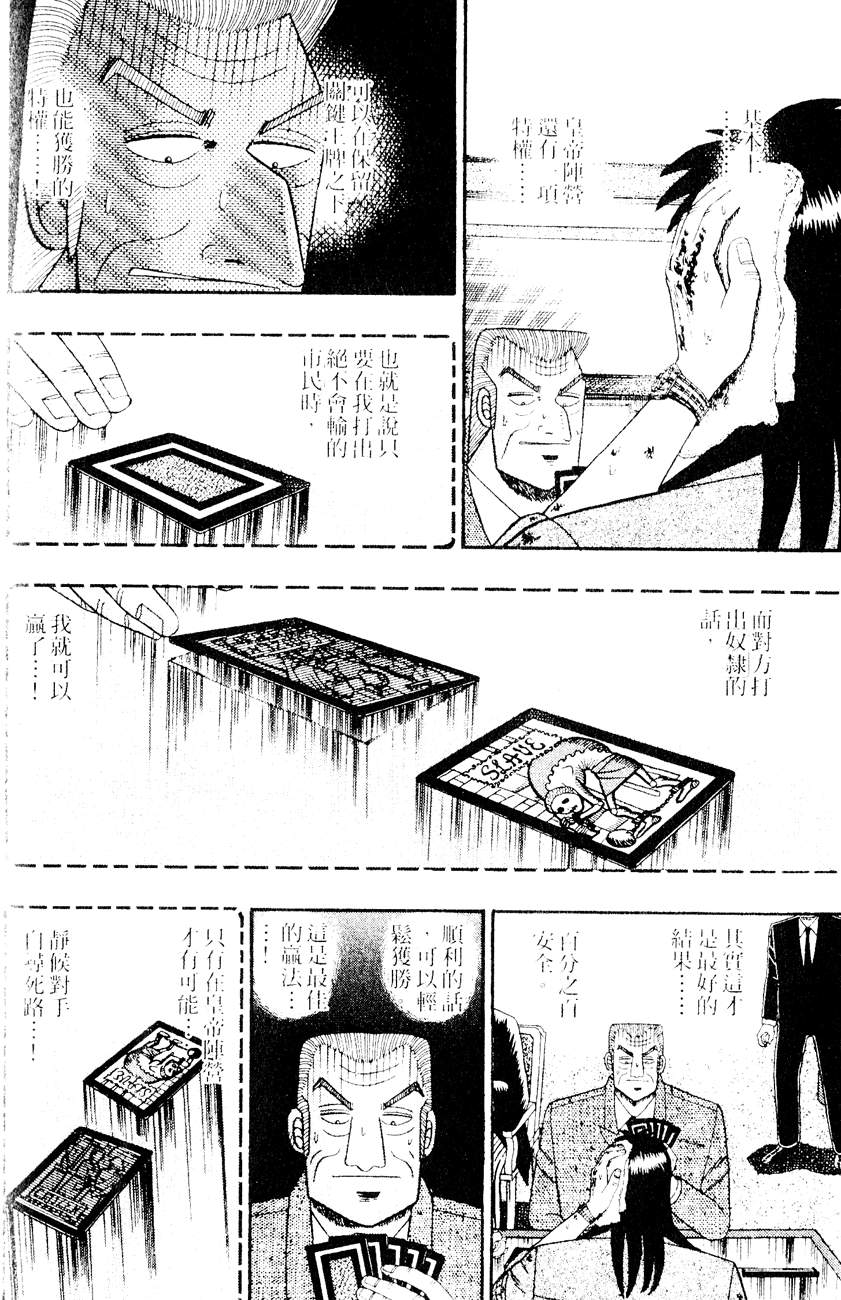 基本上
……
皇帝陣營
還有一項
特權……
可以在保留
關鍵王牌之下
也能獲勝的
特權……！
也就是說只
要在我打出
絕不會輸的
市民時，
而對方打
出奴隸的
話，
SLAVE
我就可以
贏了…！
其實這才
是最好的
結果……
百分之百
安全。
順利的話
，可以輕
鬆獲勝
這是最佳
的贏法…
…！
只有在皇帝陣營
才有可能…
靜候對手
自尋死路…！